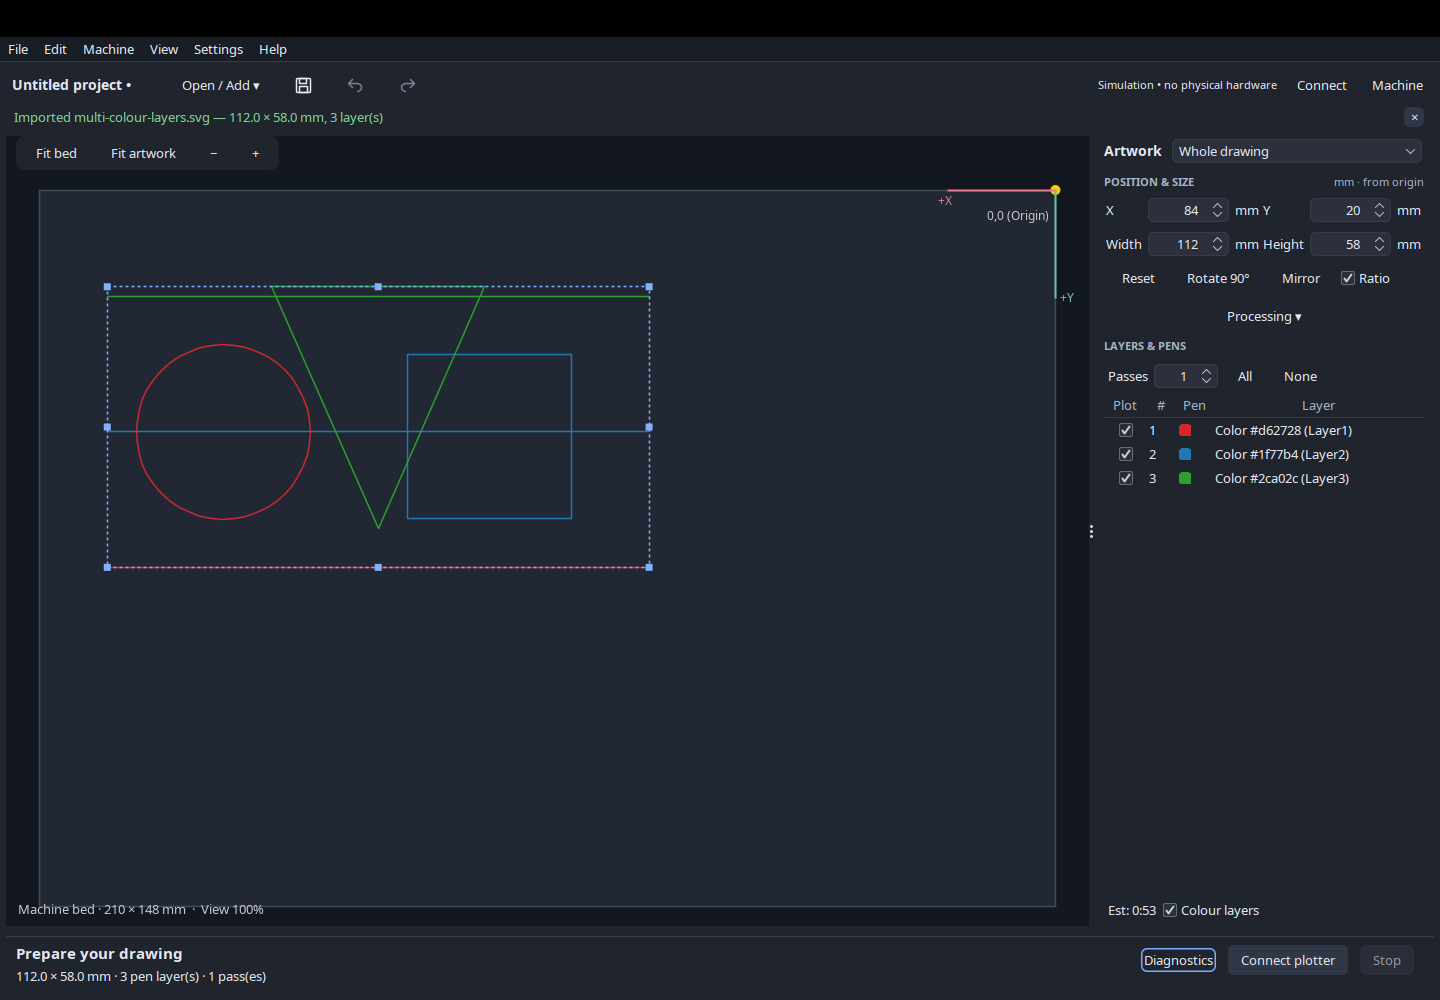 File Edit Machine View Settings Help
Untitled project • Open / Add ▾ Simulation • no physical hardware Connect Machine
Imported multi-colour-layers.svg — 112.0 × 58.0 mm, 3 layer(s) ×
Fit bed Fit artwork − +
Artwork Whole drawing
POSITION & SIZE mm · from origin
X 84 mm Y 20 mm
Width 112 mm Height 58 mm
Reset Rotate 90° Mirror Ratio
Processing ▾
LAYERS & PENS
Passes 1 All None
Plot # Pen Layer
1 Color #d62728 (Layer1)
2 Color #1f77b4 (Layer2)
3 Color #2ca02c (Layer3)
+X
0,0 (Origin)
+Y
Machine bed · 210 × 148 mm · View 100%
Est: 0:53 Colour layers
Prepare your drawing
112.0 × 58.0 mm · 3 pen layer(s) · 1 pass(es)
Diagnostics Connect plotter Stop